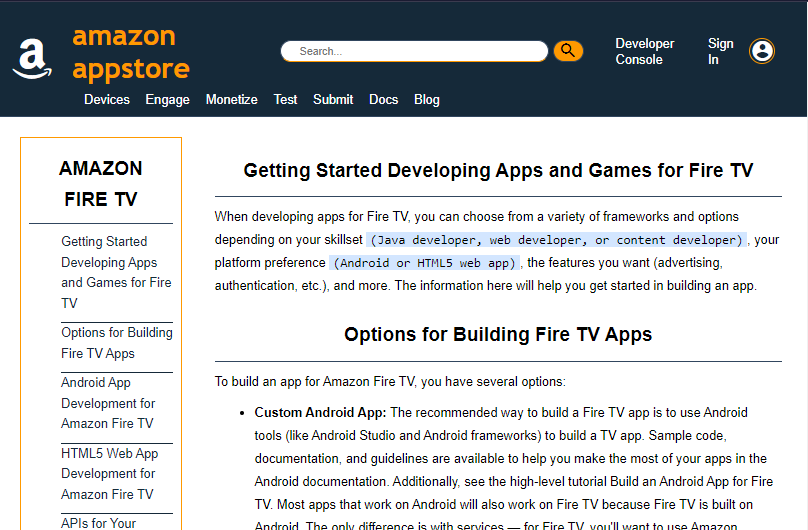 amazon
appstore
Search...
Developer
Console
Sign
In
Devices Engage Monetize Test Submit Docs Blog
AMAZON
FIRE TV
Getting Started
Developing Apps
and Games for Fire
TV
Options for Building
Fire TV Apps
Android App
Development for
Amazon Fire TV
HTML5 Web App
Development for
Amazon Fire TV
APIs for Your
Getting Started Developing Apps and Games for Fire TV
When developing apps for Fire TV, you can choose from a variety of frameworks and options
depending on your skillset (Java developer, web developer, or content developer), your
platform preference (Android or HTML5 web app), the features you want (advertising,
authentication, etc.), and more. The information here will help you get started in building an app.
Options for Building Fire TV Apps
To build an app for Amazon Fire TV, you have several options:
• Custom Android App: The recommended way to build a Fire TV app is to use Android
tools (like Android Studio and Android frameworks) to build a TV app. Sample code,
documentation, and guidelines are available to help you make the most of your apps in the
Android documentation. Additionally, see the high-level tutorial Build an Android App for Fire
TV. Most apps that work on Android will also work on Fire TV because Fire TV is built on
Android. The only difference is with services — for Fire TV, you'll want to use Amazon